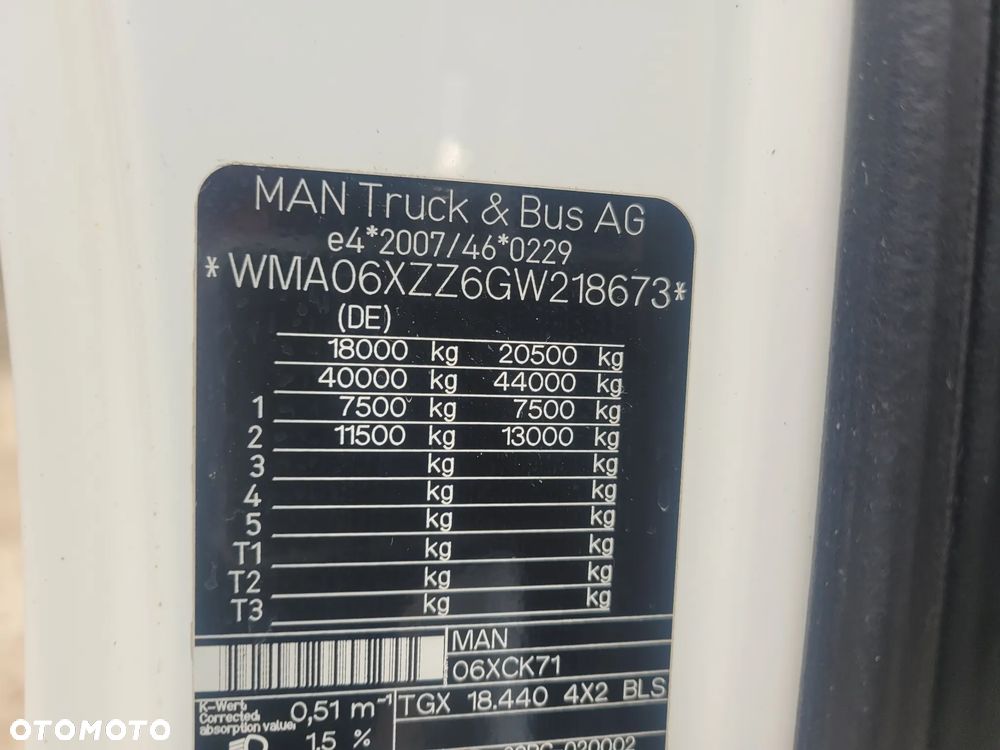 MAN Truck & Bus AG
e4*2007/46*0229
*WMA06XZZ6GW218673*
(DE)
18000 kg 20500 kg
40000 kg 44000 kg
1 7500 kg 7500 kg
2 11500 kg 13000 kg
3 kg kg
4 kg kg
5 kg kg
T1 kg kg
T2 kg kg
T3 kg kg
MAN
06XCK71
K-Wert
Corrected
absorption value
0,51 m⁻¹
TGX 18.440 4X2 BLS
1,5 %
OTOMOTO
OTOMOTO